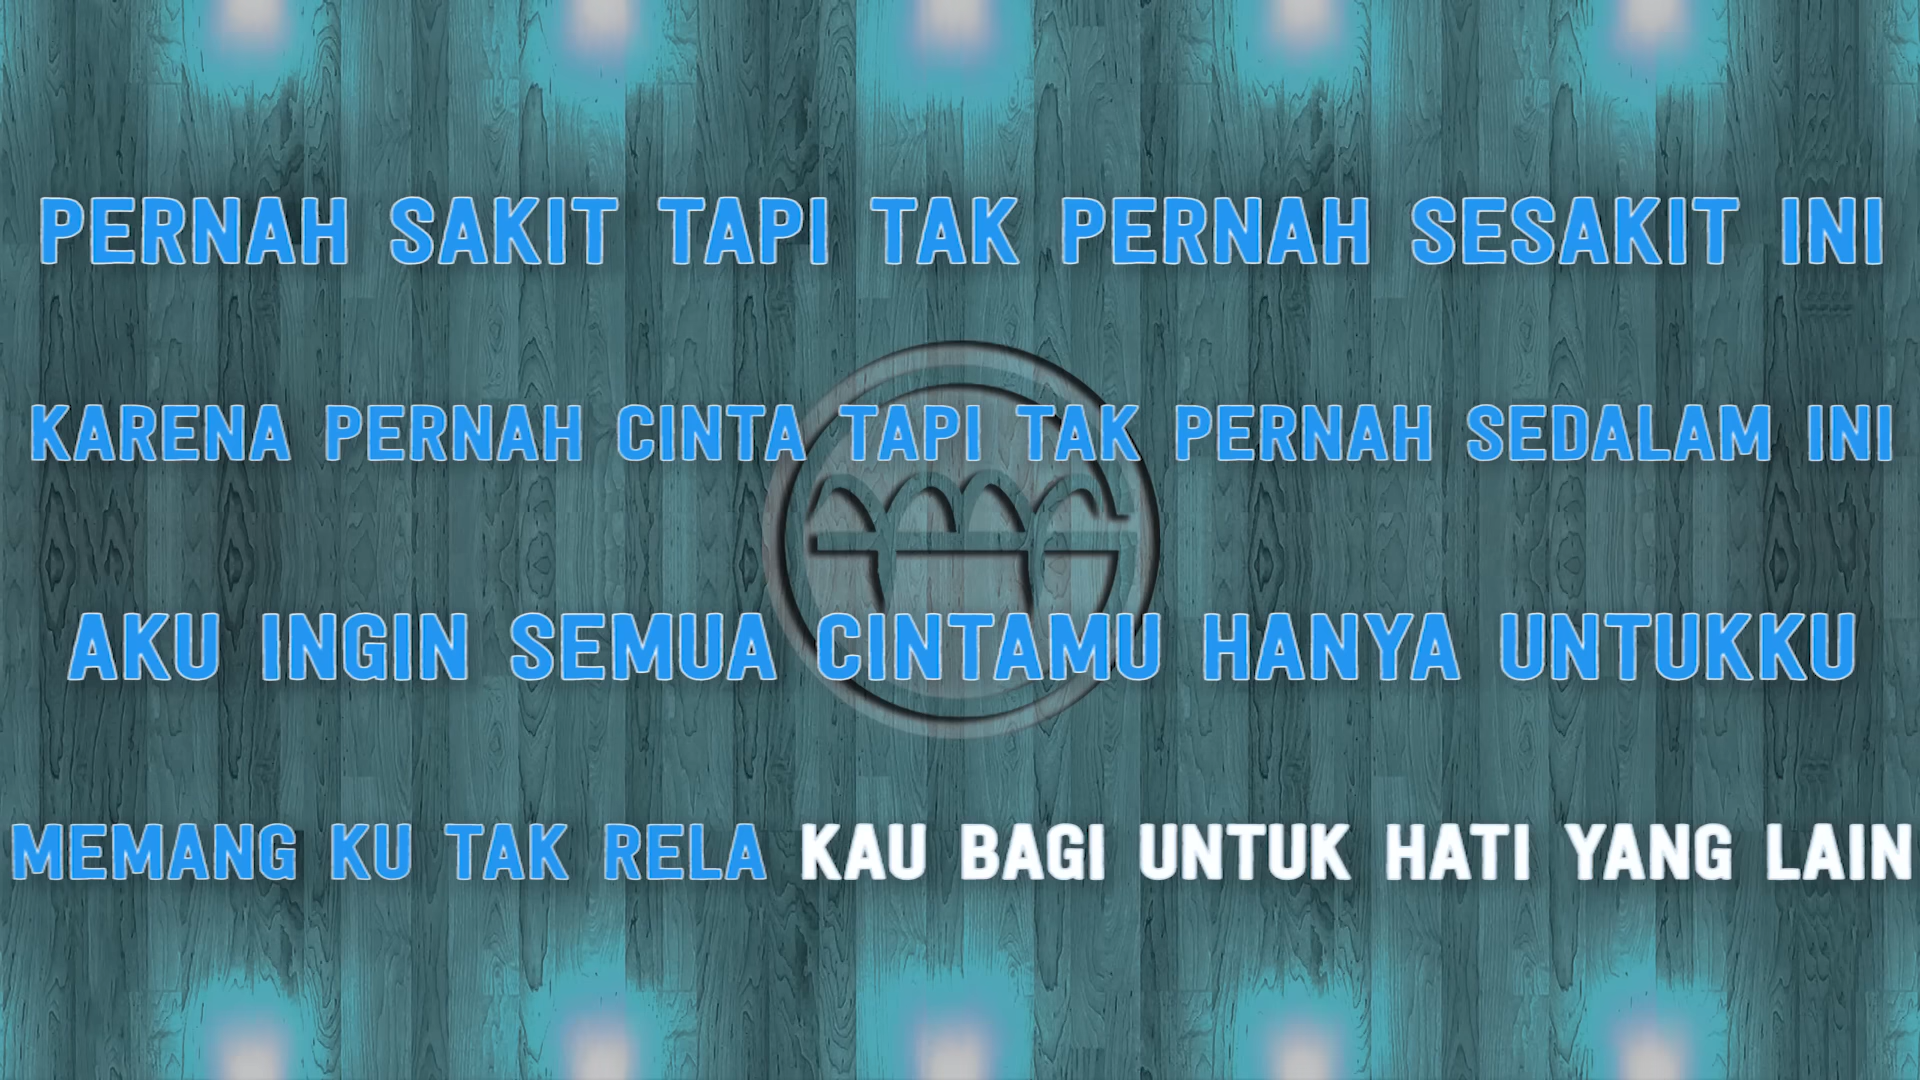 PERNAH SAKIT TAPI TAK PERNAH SESAKIT INI
KARENA PERNAH CINTA TAPI TAK PERNAH SEDALAM INI
AKU INGIN SEMUA CINTAMU HANYA UNTUKKU
MEMANG KU TAK RELA KAU BAGI UNTUK HATI YANG LAIN